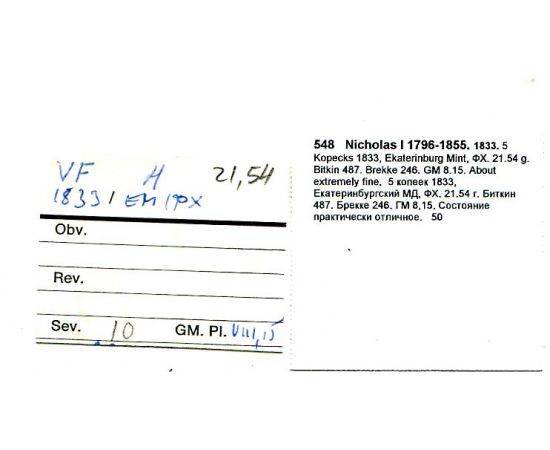 VF H 21,54
1833 / EM / ФХ
Obv.
Rev.
Sev. 10 GM. Pl. VIII,15
548 Nicholas I 1796-1855. 1833. 5
Kopecks 1833, Ekaterinburg Mint, ФХ. 21.54 g.
Bitkin 487. Brekke 246. GM 8.15. About
extremely fine. 5 копеек 1833,
Екатеринбургский МД, ФХ. 21.54 г. Биткин
487. Брекке 246. ГМ 8,15. Состояние
практически отличное. 50